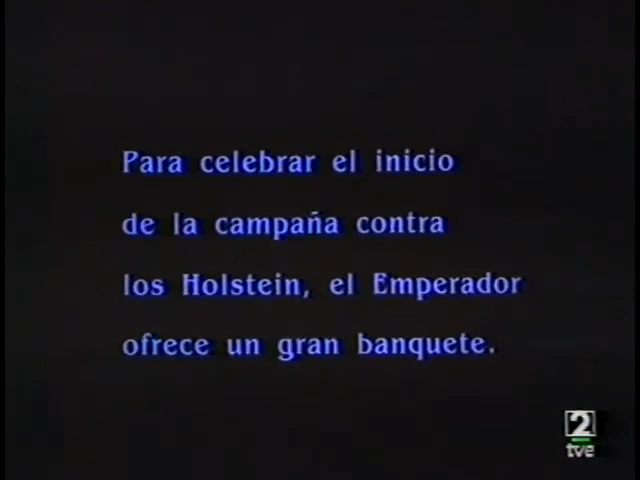 Para celebrar el inicio
de la campaña contra
los Holstein, el Emperador
ofrece un gran banquete.
2
tve